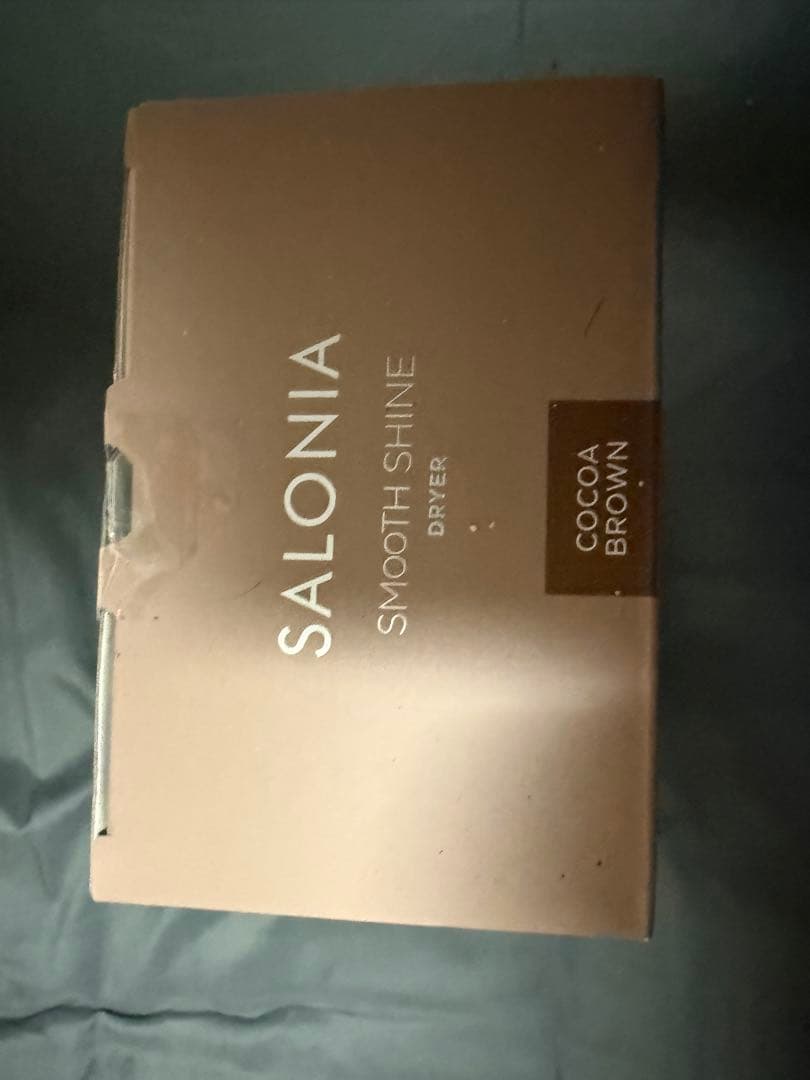 SALONIA
SMOOTH SHINE
DRYER
COCOA
BROWN